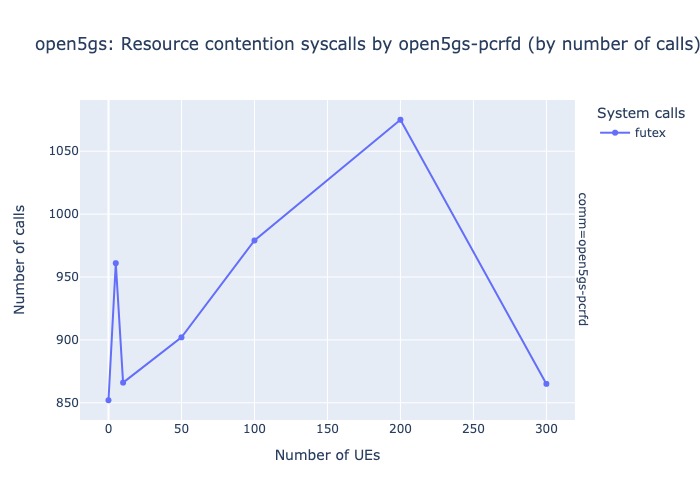 open5gs: Resource contention syscalls by open5gs-pcrfd (by number of calls)
System calls
futex
1050
1000
950
900
850
Number of calls
comm=open5gs-pcrfd
0 50 100 150 200 250 300
Number of UEs